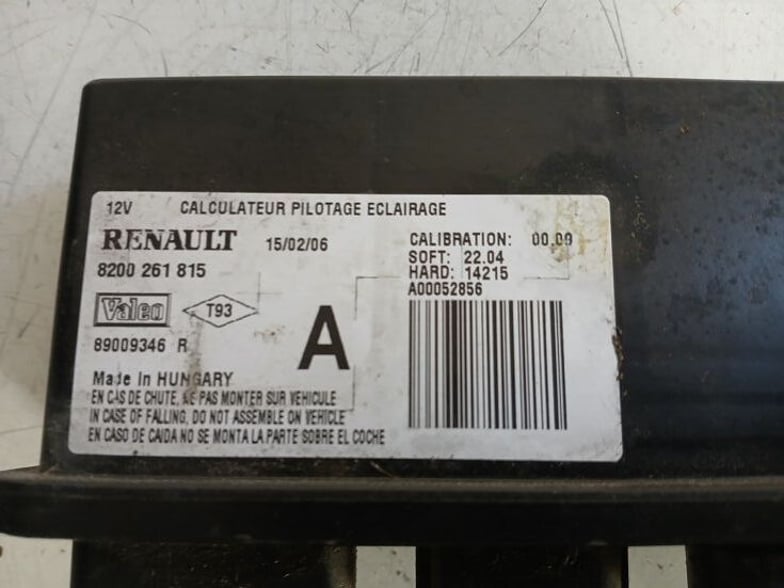 12V CALCULATEUR PILOTAGE ECLAIRAGE
RENAULT 15/02/06 CALIBRATION: 00.00
8200 261 815 SOFT: 22.04
HARD: 14215
A00052856
Valeo T93 A
89009346 R
Made In HUNGARY
EN CAS DE CHUTE, NE PAS MONTER SUR VEHICULE
IN CASE OF FALLING, DO NOT ASSEMBLE ON VEHICLE
EN CASO DE CAIDA NO SE MONTA LA PARTE SOBRE EL COCHE